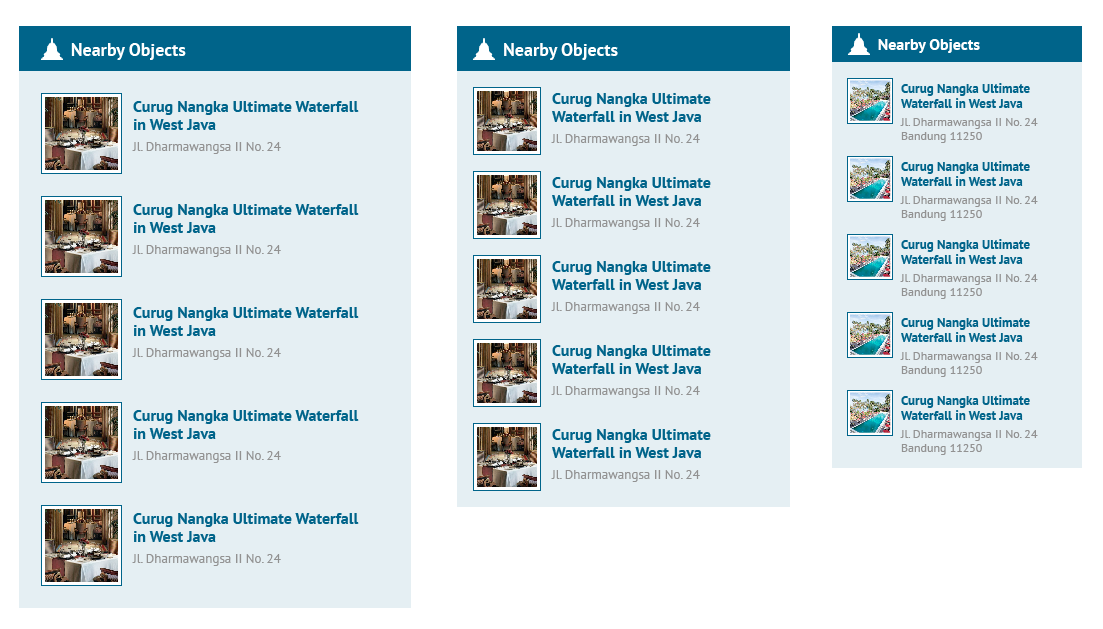 Nearby Objects
Curug Nangka Ultimate Waterfall
in West Java
Jl. Dharmawangsa II No. 24
Curug Nangka Ultimate Waterfall
in West Java
Jl. Dharmawangsa II No. 24
Curug Nangka Ultimate Waterfall
in West Java
Jl. Dharmawangsa II No. 24
Curug Nangka Ultimate Waterfall
in West Java
Jl. Dharmawangsa II No. 24
Curug Nangka Ultimate Waterfall
in West Java
Jl. Dharmawangsa II No. 24
Nearby Objects
Curug Nangka Ultimate
Waterfall in West Java
Jl. Dharmawangsa II No. 24
Curug Nangka Ultimate
Waterfall in West Java
Jl. Dharmawangsa II No. 24
Curug Nangka Ultimate
Waterfall in West Java
Jl. Dharmawangsa II No. 24
Curug Nangka Ultimate
Waterfall in West Java
Jl. Dharmawangsa II No. 24
Curug Nangka Ultimate
Waterfall in West Java
Jl. Dharmawangsa II No. 24
Nearby Objects
Curug Nangka Ultimate
Waterfall in West Java
Jl. Dharmawangsa II No. 24
Bandung 11250
Curug Nangka Ultimate
Waterfall in West Java
Jl. Dharmawangsa II No. 24
Bandung 11250
Curug Nangka Ultimate
Waterfall in West Java
Jl. Dharmawangsa II No. 24
Bandung 11250
Curug Nangka Ultimate
Waterfall in West Java
Jl. Dharmawangsa II No. 24
Bandung 11250
Curug Nangka Ultimate
Waterfall in West Java
Jl. Dharmawangsa II No. 24
Bandung 11250